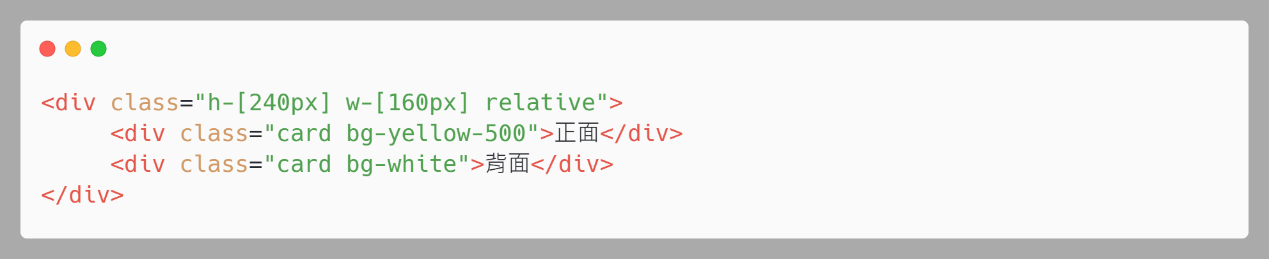 <div class="h-[240px] w-[160px] relative">
     <div class="card bg-yellow-500">正面</div>
     <div class="card bg-white">背面</div>
</div>